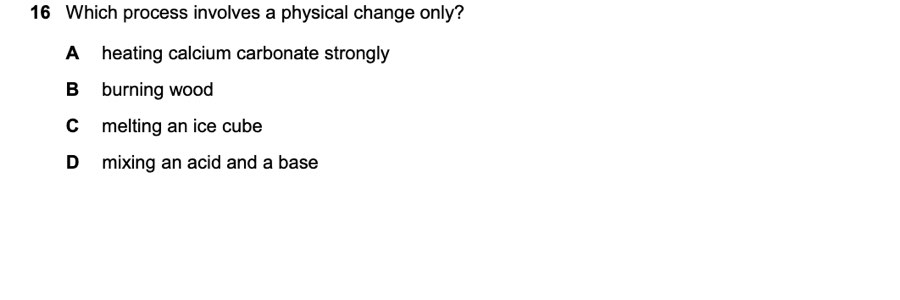 16 Which process involves a physical change only?
A heating calcium carbonate strongly
B burning wood
C melting an ice cube
D mixing an acid and a base